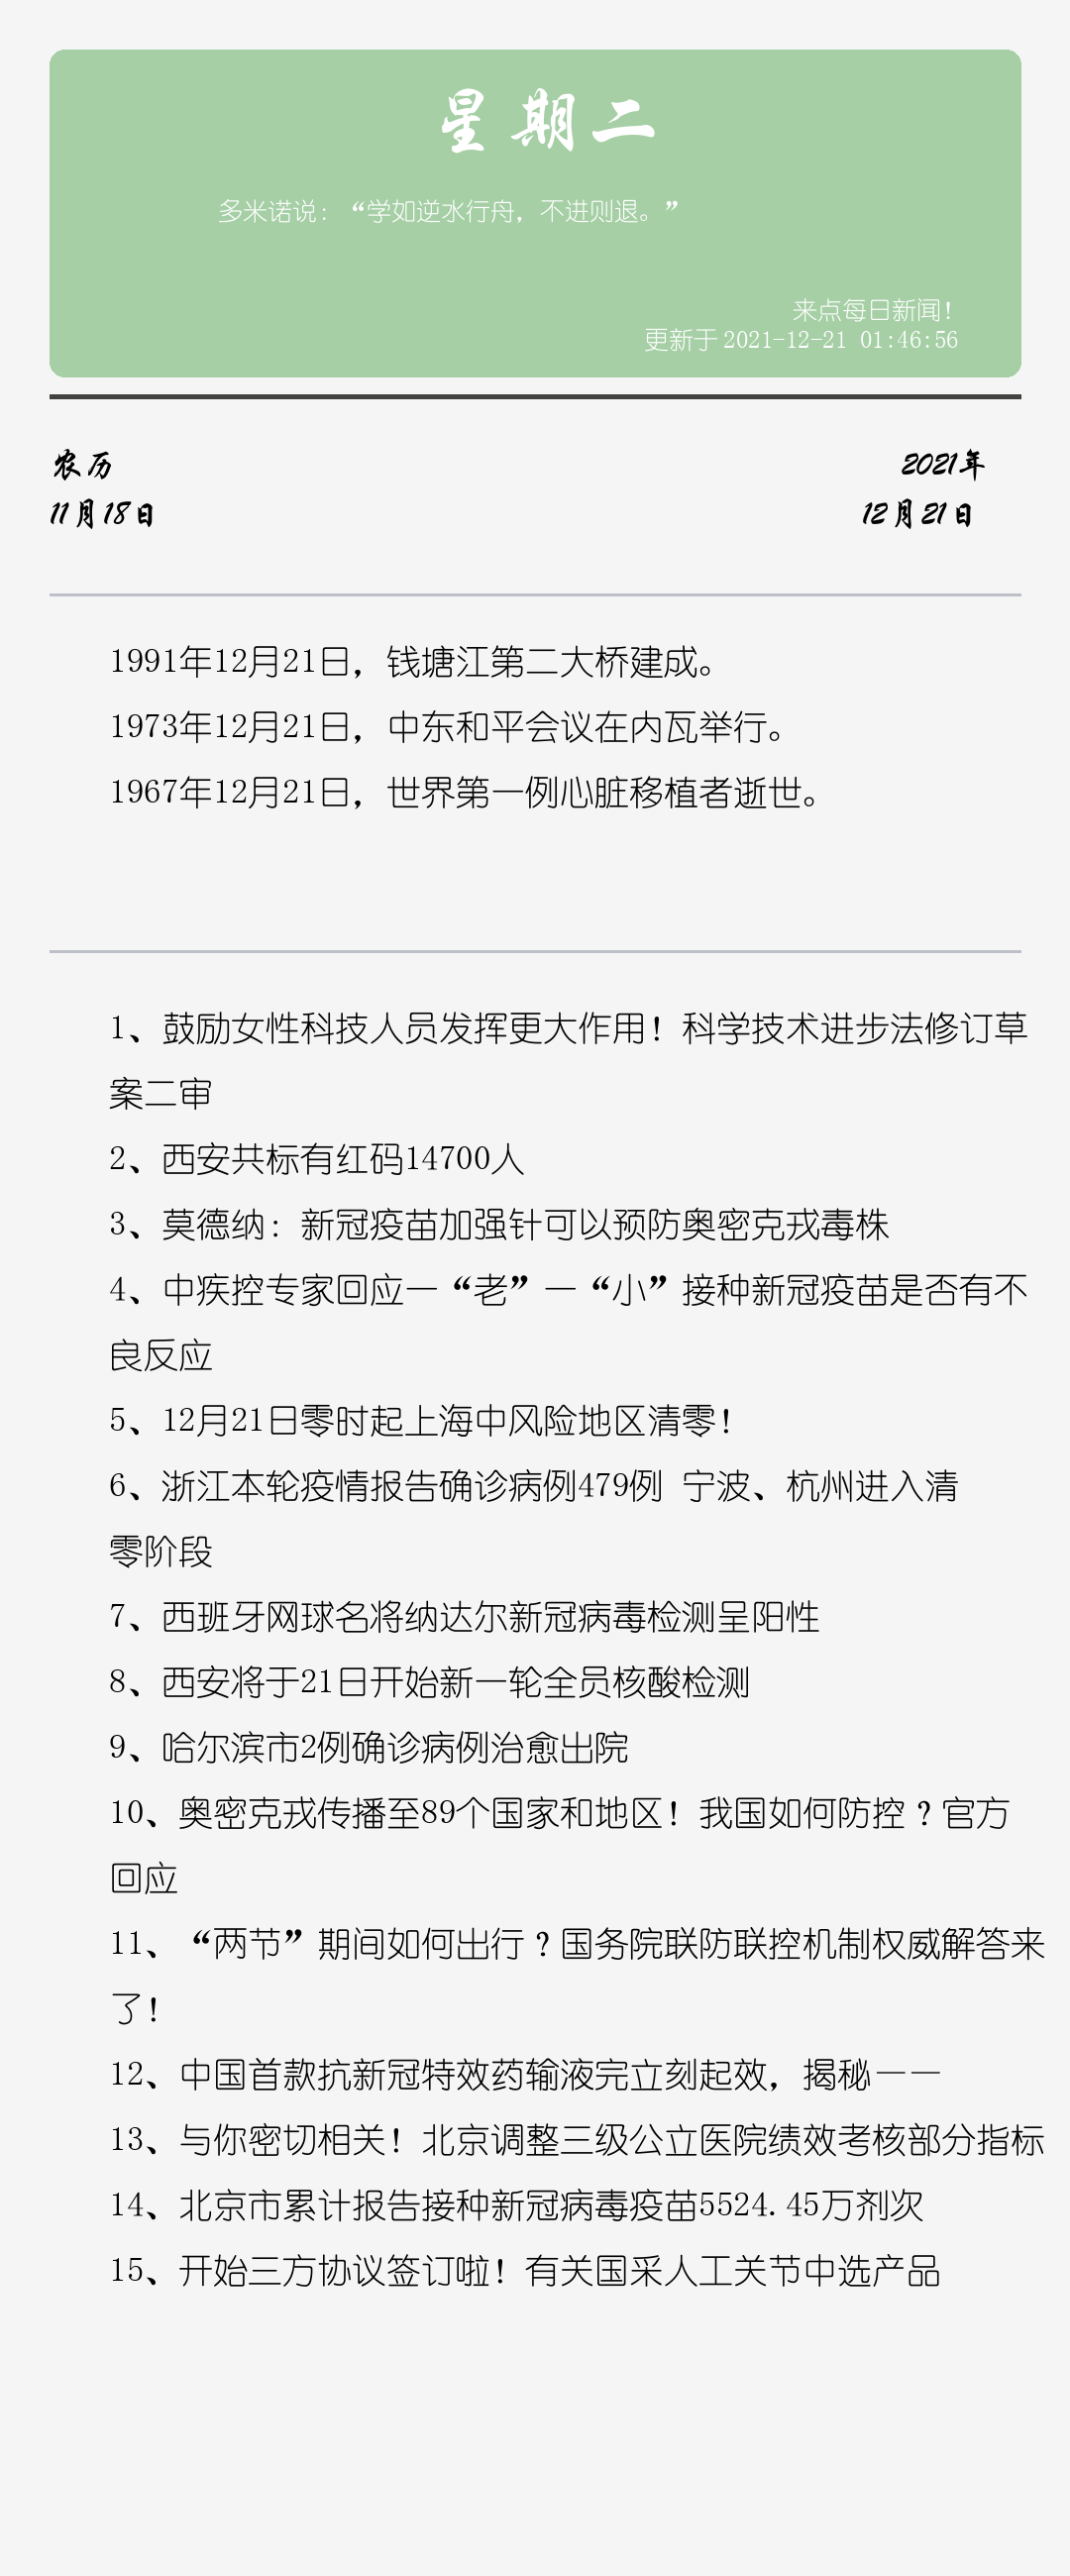 星期二
多米诺说：“学如逆水行舟，不进则退。”
来点每日新闻！
更新于 2021-12-21 01:46:56
农历
2021年
11月18日
12月21日
1991年12月21日，钱塘江第二大桥建成。
1973年12月21日，中东和平会议在内瓦举行。
1967年12月21日，世界第一例心脏移植者逝世。
1、鼓励女性科技人员发挥更大作用！科学技术进步法修订草
案二审
2、西安共标有红码14700人
3、莫德纳：新冠疫苗加强针可以预防奥密克戎毒株
4、中疾控专家回应一“老”一“小”接种新冠疫苗是否有不
良反应
5、12月21日零时起上海中风险地区清零！
6、浙江本轮疫情报告确诊病例479例 宁波、杭州进入清
零阶段
7、西班牙网球名将纳达尔新冠病毒检测呈阳性
8、西安将于21日开始新一轮全员核酸检测
9、哈尔滨市2例确诊病例治愈出院
10、奥密克戎传播至89个国家和地区！我国如何防控？官方
回应
11、“两节”期间如何出行？国务院联防联控机制权威解答来
了！
12、中国首款抗新冠特效药输液完立刻起效，揭秘——
13、与你密切相关！北京调整三级公立医院绩效考核部分指标
14、北京市累计报告接种新冠病毒疫苗5524.45万剂次
15、开始三方协议签订啦！有关国采人工关节中选产品